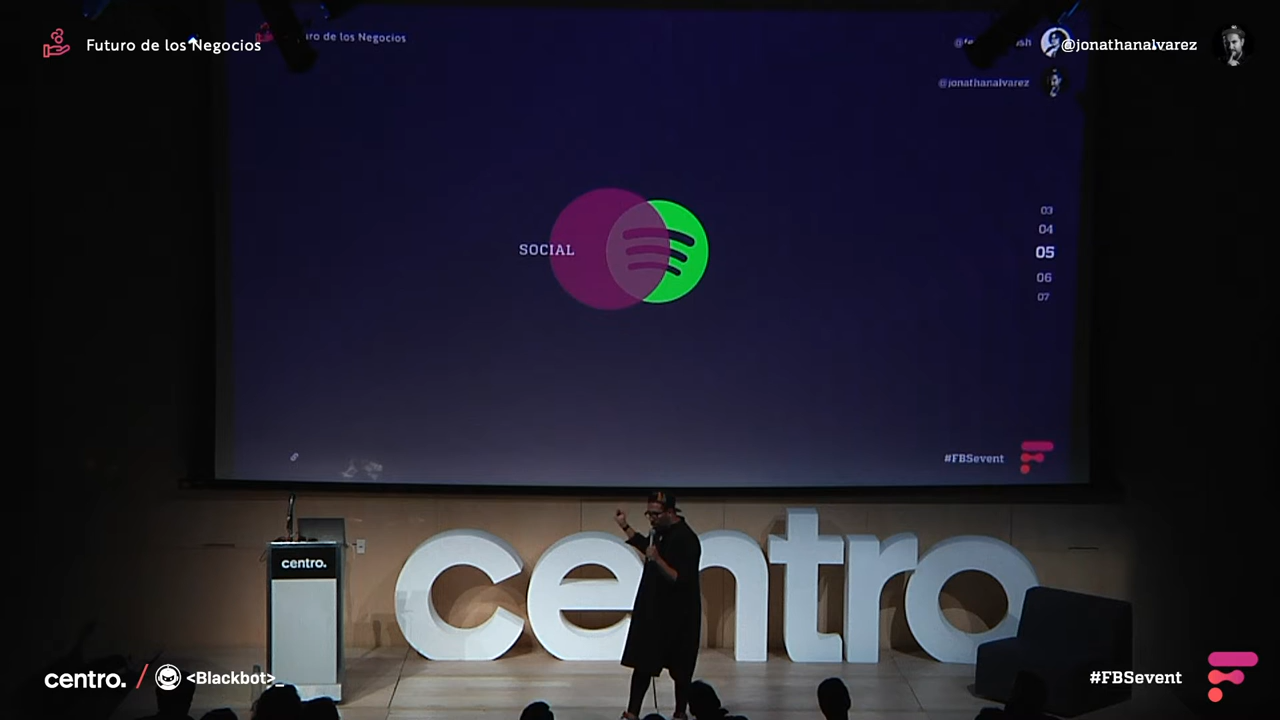 Futuro de los Negocios
@jonathanalvarez
ro de los Negocios
@jonathanalvarez
03
04
SOCIAL
05
06
07
#FBSevent
centro.
centro
centro. / <Blackbot>_
#FBSevent